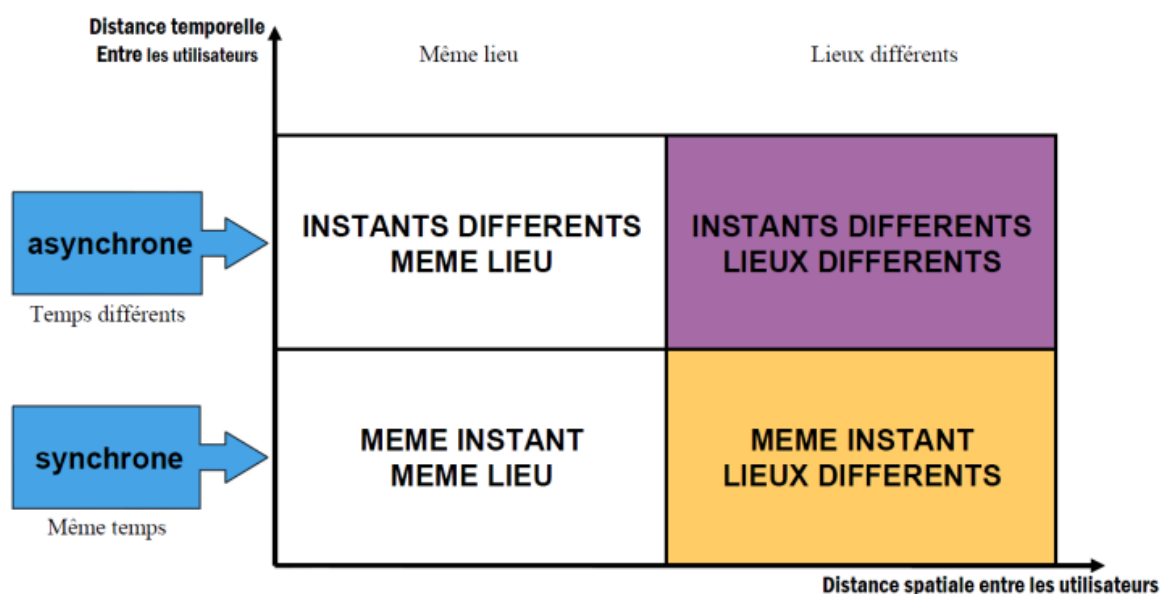 Distance temporelle
Entre les utilisateurs
Même lieu
Lieux différents
asynchrone
Temps différents
INSTANTS DIFFERENTS
MEME LIEU
INSTANTS DIFFERENTS
LIEUX DIFFERENTS
synchrone
Même temps
MEME INSTANT
MEME LIEU
MEME INSTANT
LIEUX DIFFERENTS
Distance spatiale entre les utilisateurs